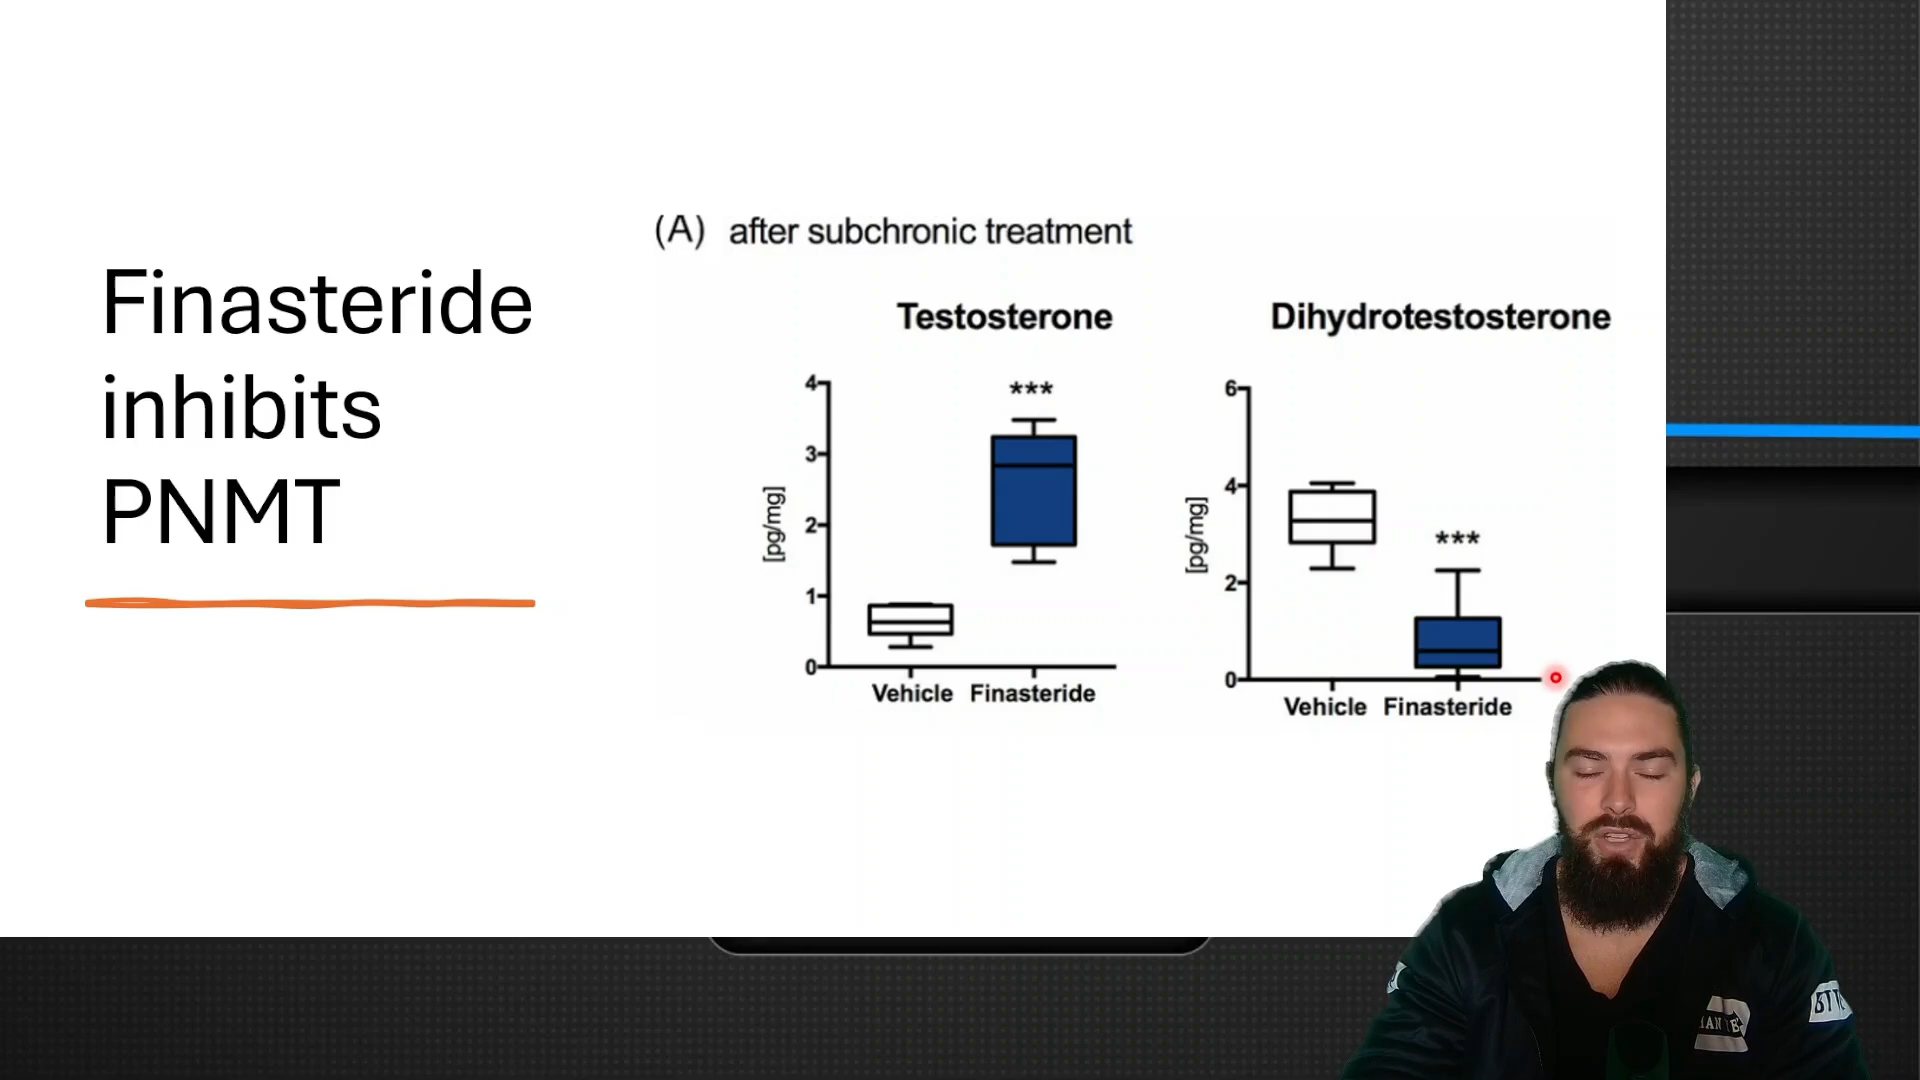 Finasteride
inhibits
PNMT
(A) after subchronic treatment
Testosterone
4
***
3
[pg/mg]
2
1
0
Vehicle Finasteride
Dihydrotestosterone
6
4
***
[pg/mg]
2
0
Vehicle Finasteride